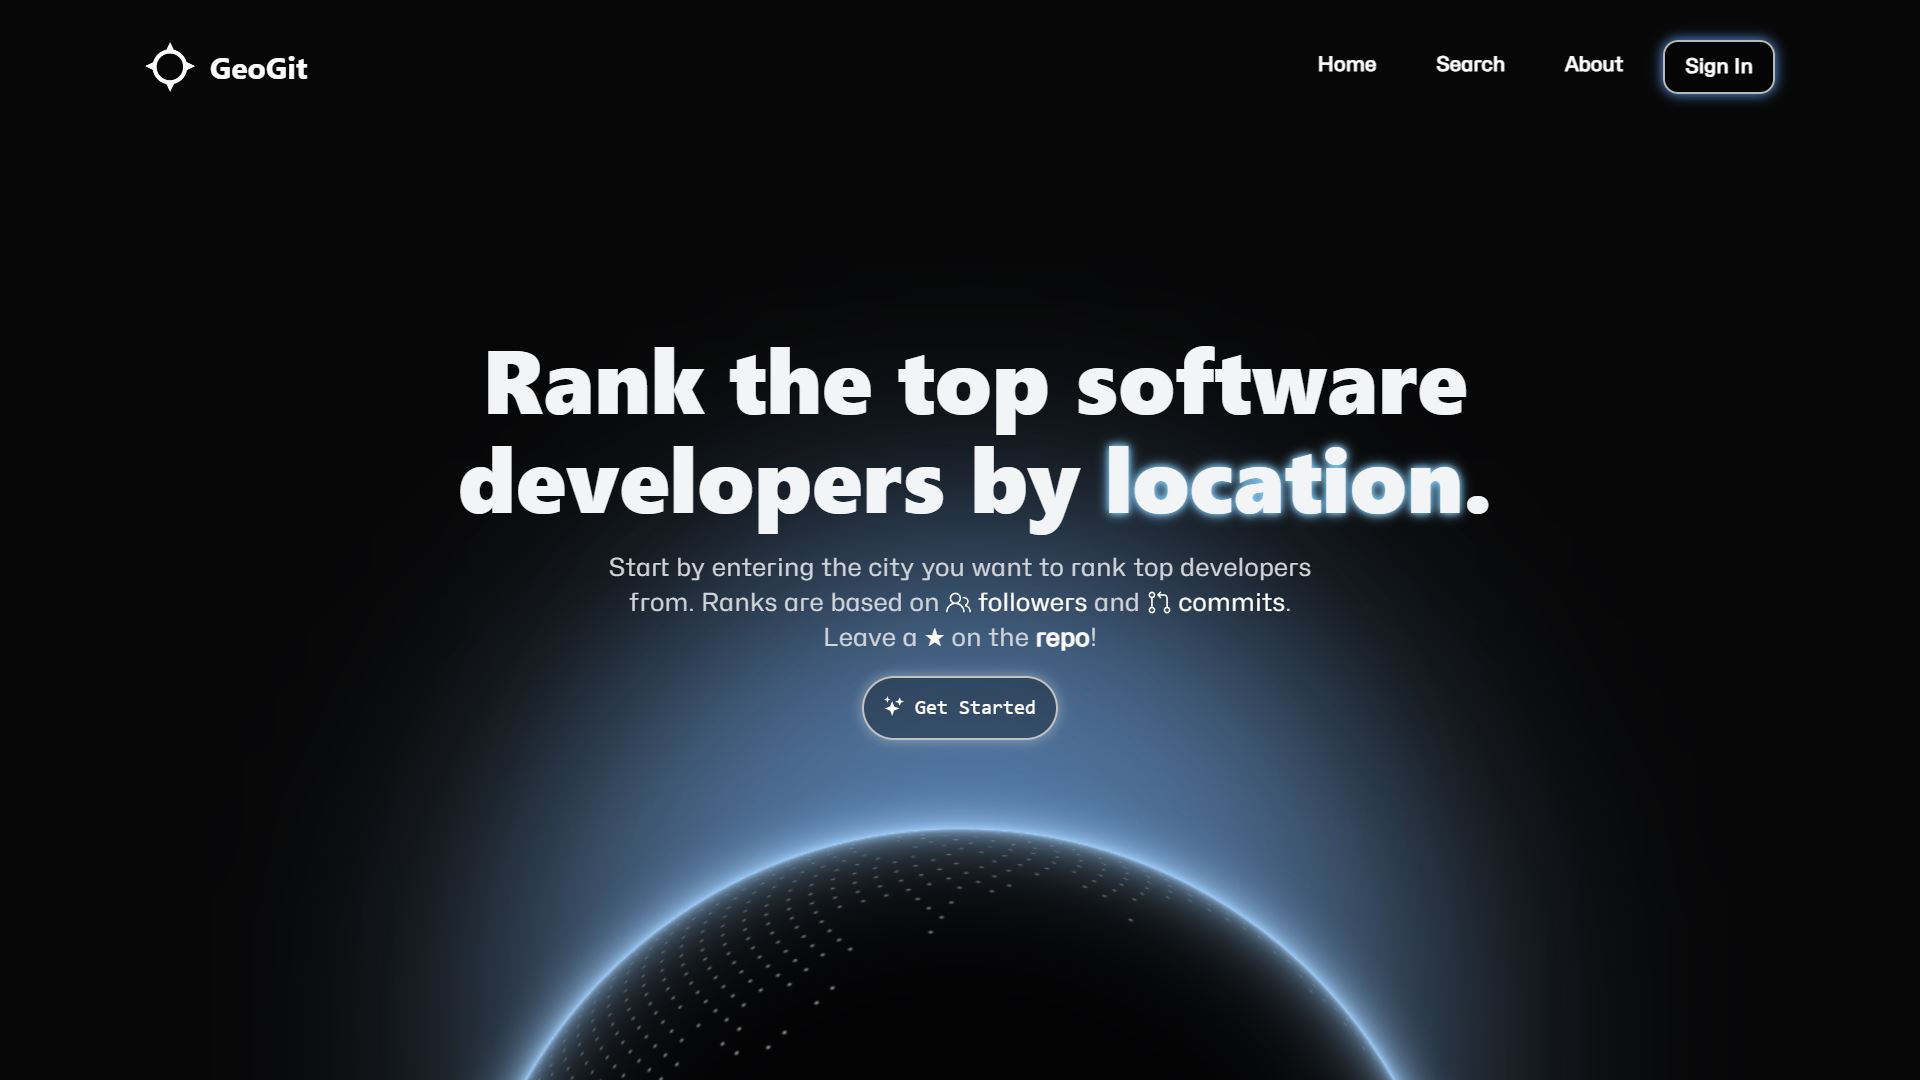 GeoGit
Home
Search
About
Sign In
Rank the top software
developers by location.
Start by entering the city you want to rank top developers
from. Ranks are based on followers and commits.
Leave a ★ on the repo!
Get Started